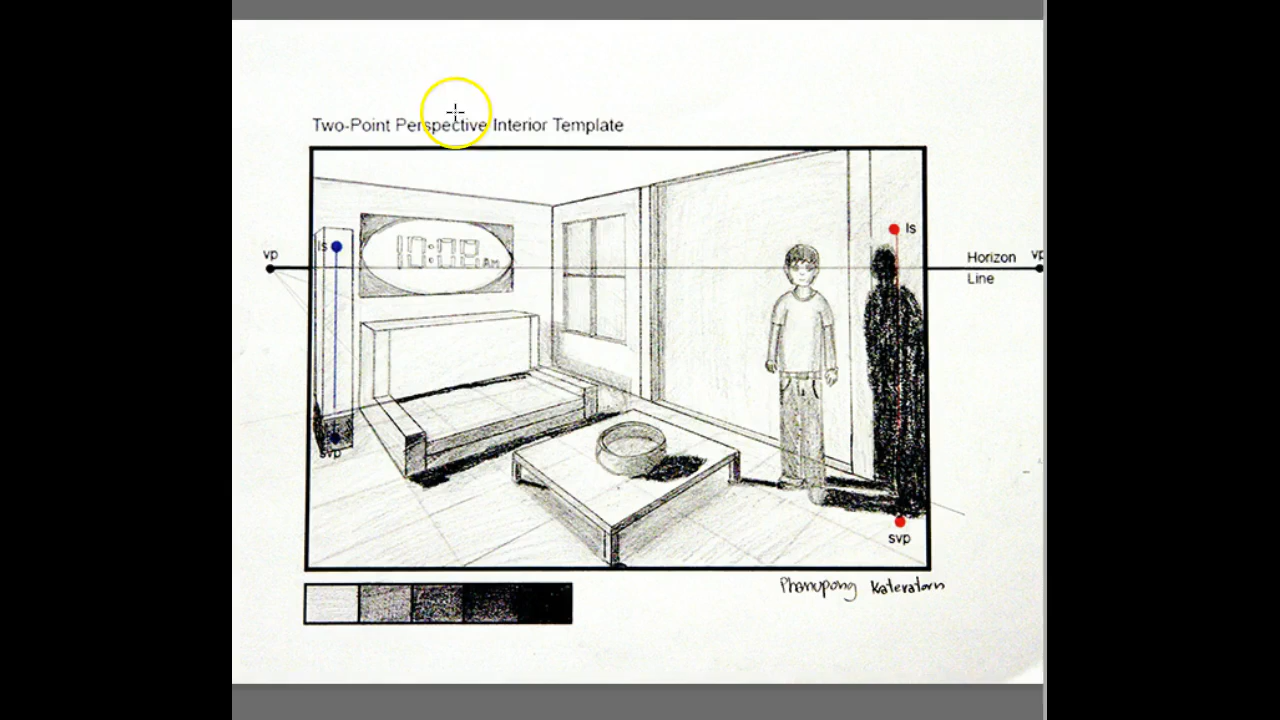 Two-Point Perspective Interior Template
ls
ls
10:08 AM
vp
Horizon
vp
Line
svp
svp
Phanupong Kateratorn